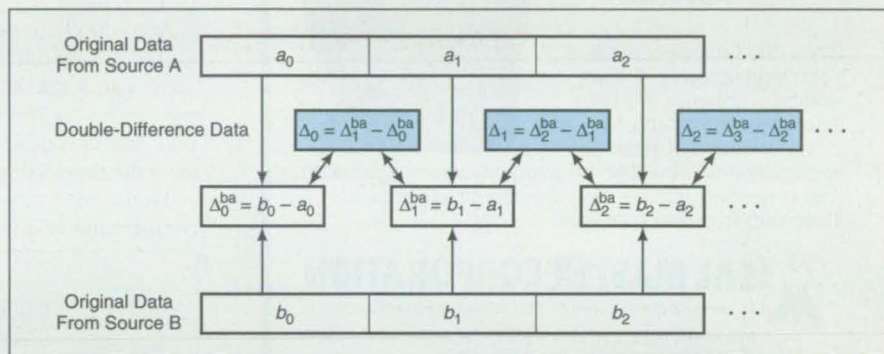 Original Data
From Source A
a₀ a₁ a₂
Double-Difference Data
Δ₀ = Δ₁ᵇᵃ – Δ₀ᵇᵃ Δ₁ = Δ₂ᵇᵃ – Δ₁ᵇᵃ Δ₂ = Δ₃ᵇᵃ – Δ₂ᵇᵃ · · ·
Δ₀ᵇᵃ = b₀ – a₀ Δ₁ᵇᵃ = b₁ – a₁ Δ₂ᵇᵃ = b₂ – a₂ · · ·
Original Data
From Source B
b₀ b₁ b₂ · · ·